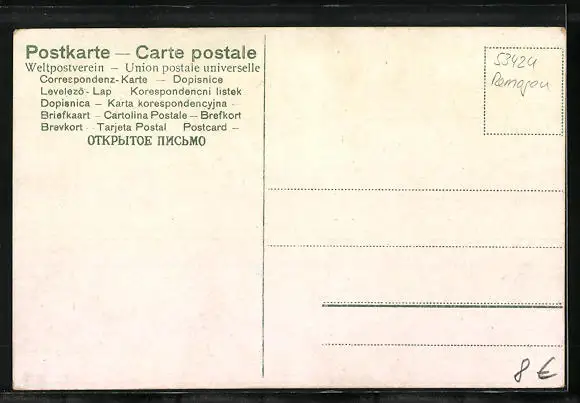 Postkarte — Carte postale
Weltpostverein – Union postale universelle
Correspondenz-Karte – Dopisnice
Levelező-Lap Korespondencni listek
Dopisnica – Karta korespondencyjna –
Briefkaart – Cartolina Postale – Brefkort
Brevkort – Tarjeta Postal Postcard –
ОТКРЫТОЕ ПИСЬМО
53424
Remagen
8 €